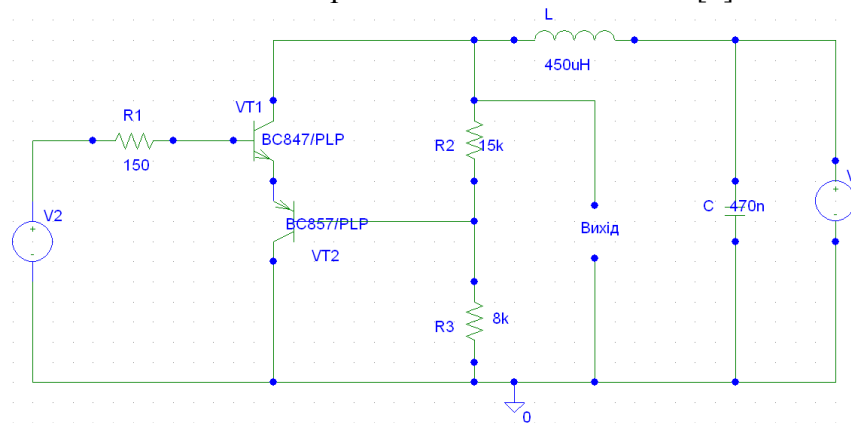 L
450uH
VT1
R1
BC847/PLP
150
R2
15k
V2
V
C
470n
BC857/PLP
Вихід
VT2
R3
8k
0